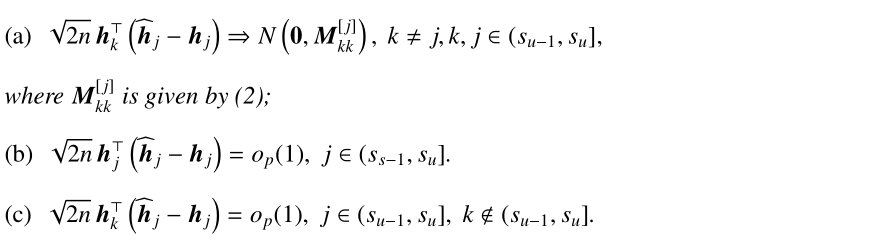 (a) $\sqrt{2n}\, \boldsymbol{h}_k^\top \left( \widehat{\boldsymbol{h}}_j - \boldsymbol{h}_j \right) \Rightarrow N \left( \boldsymbol{0}, \boldsymbol{M}_{kk}^{[j]} \right), \ k \neq j, k, j \in (s_{u-1}, s_u],$
where $\boldsymbol{M}_{kk}^{[j]}$ is given by (2);
(b) $\sqrt{2n}\, \boldsymbol{h}_j^\top \left( \widehat{\boldsymbol{h}}_j - \boldsymbol{h}_j \right) = o_p(1), \ j \in (s_{s-1}, s_u].$
(c) $\sqrt{2n}\, \boldsymbol{h}_k^\top \left( \widehat{\boldsymbol{h}}_j - \boldsymbol{h}_j \right) = o_p(1), \ j \in (s_{u-1}, s_u], \ k \notin (s_{u-1}, s_u].$